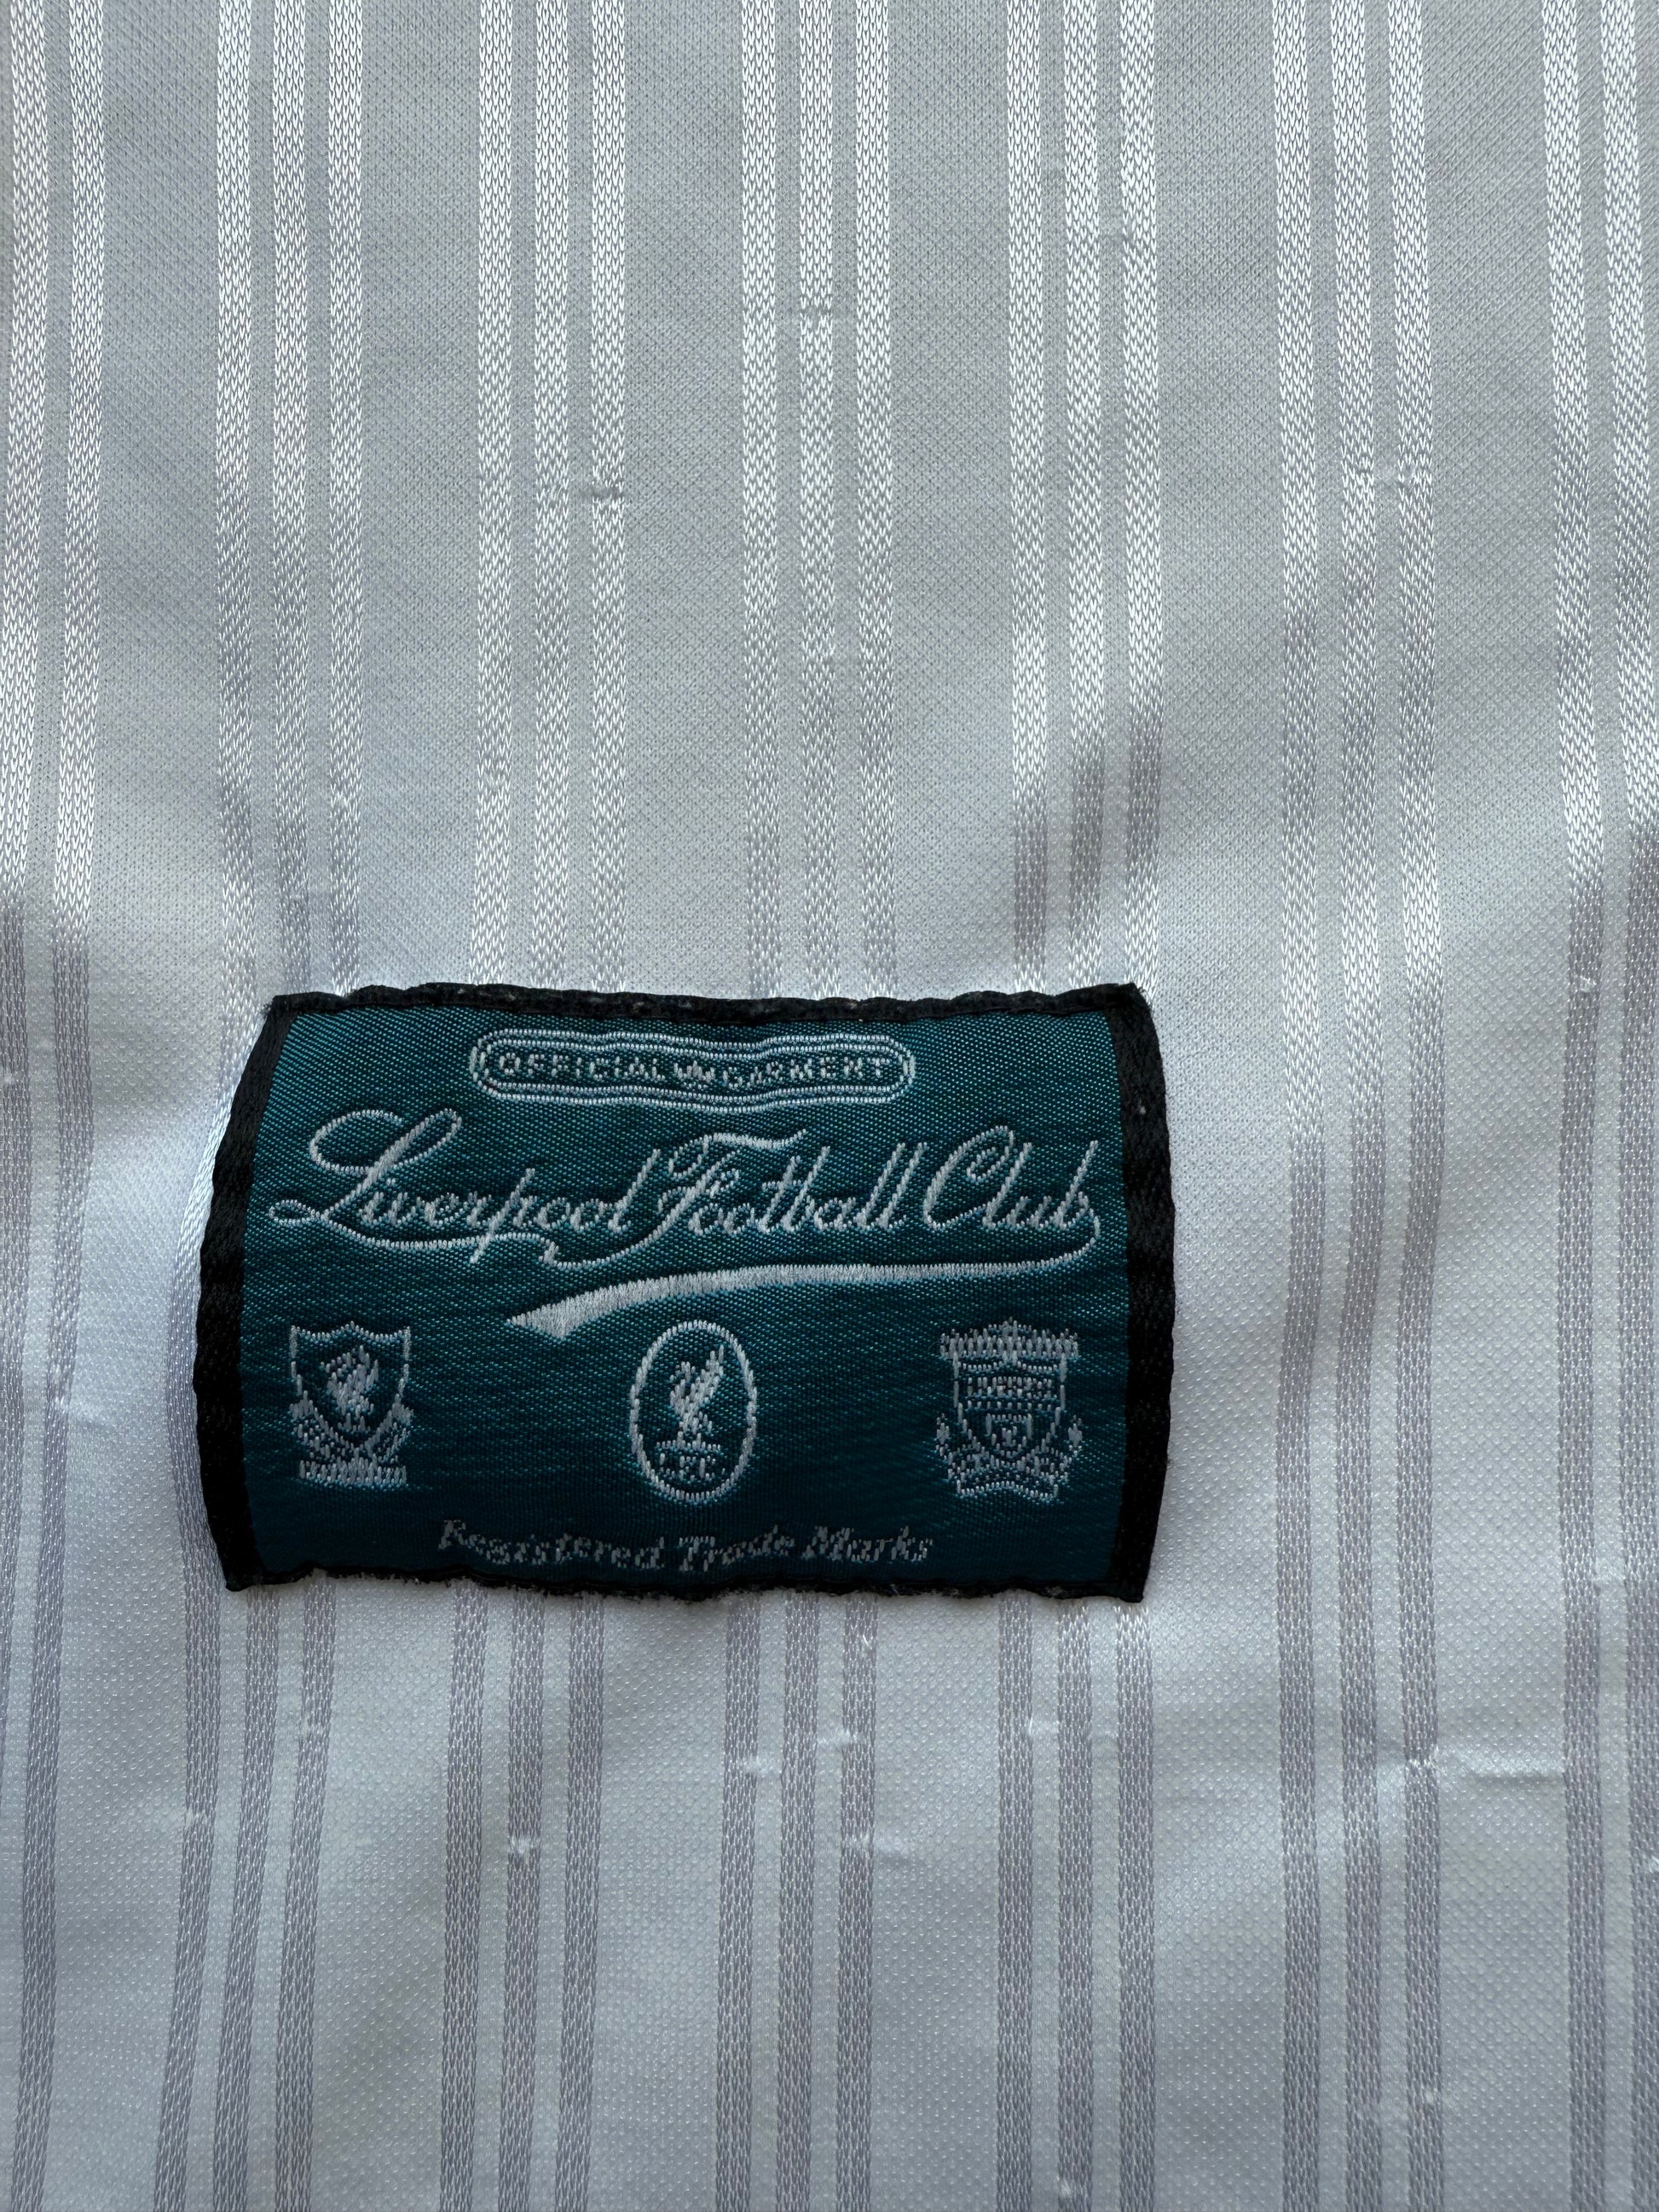 OFFICIAL GARMENT
Liverpool Football Club
L.F.C
Registered Trade Marks